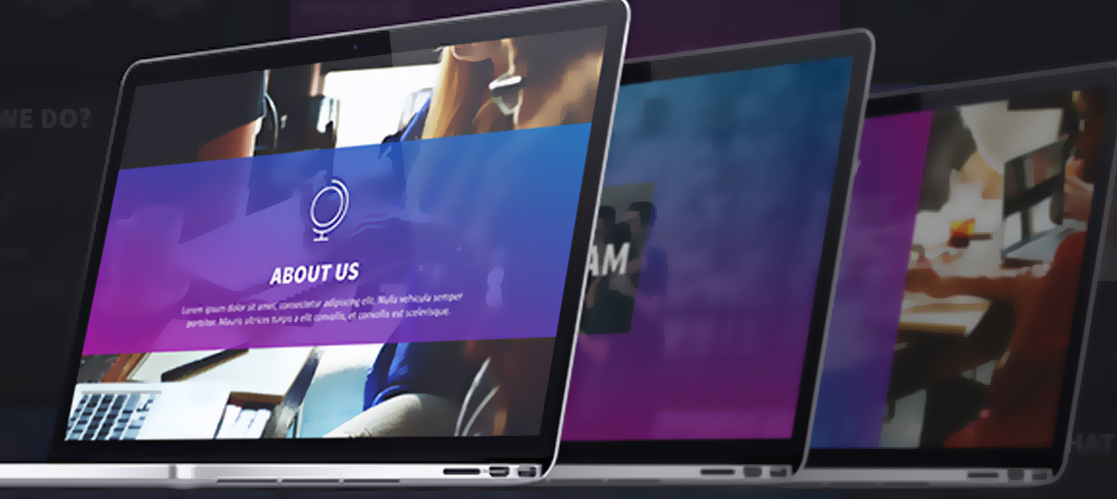 WE DO?
ABOUT US
Lorem ipsum dolor sit amet, consectetur adipiscing elit. Nulla vehicula semper
porttitor. Mauris ultrices turpis a elit convallis, et convallis est scelerisque.
AM
HAT